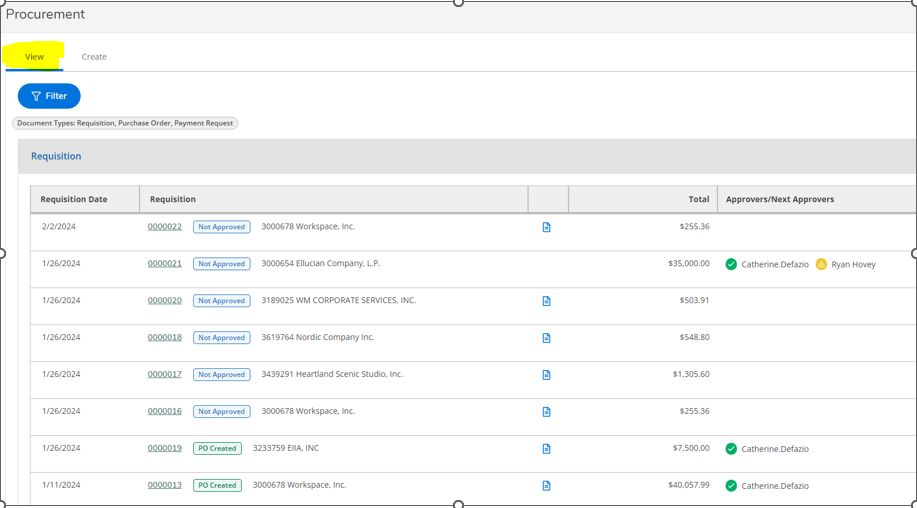 Procurement
View Create
Filter
Document Types: Requisition, Purchase Order, Payment Request
Requisition
Requisition Date Requisition Total Approvers/Next Approvers
2/2/2024 0000022 Not Approved 3000678 Workspace, Inc. $255.36
1/26/2024 0000021 Not Approved 3000654 Ellucian Company, L.P. $35,000.00 Catherine.Defazio Ryan Hovey
1/26/2024 0000020 Not Approved 3189025 WM CORPORATE SERVICES, INC. $503.91
1/26/2024 0000018 Not Approved 3619764 Nordic Company Inc. $548.80
1/26/2024 0000017 Not Approved 3439291 Heartland Scenic Studio, Inc. $1,305.60
1/26/2024 0000016 Not Approved 3000678 Workspace, Inc. $255.36
1/26/2024 0000019 PO Created 3233759 EIIA, INC $7,500.00 Catherine.Defazio
1/11/2024 0000013 PO Created 3000678 Workspace, Inc. $40,057.99 Catherine.Defazio